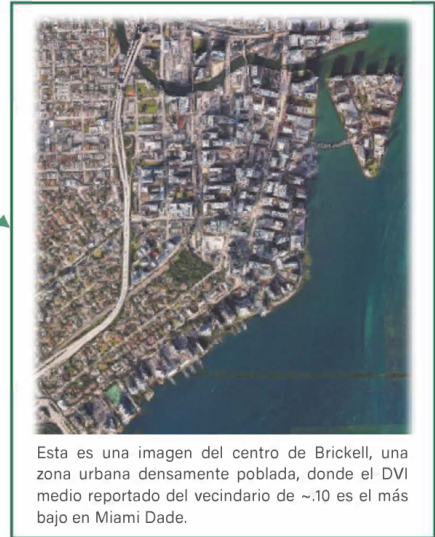 Esta es una imagen del centro de Brickell, una
zona urbana densamente poblada, donde el DVI
medio reportado del vecindario de ~.10 es el más
bajo en Miami Dade.